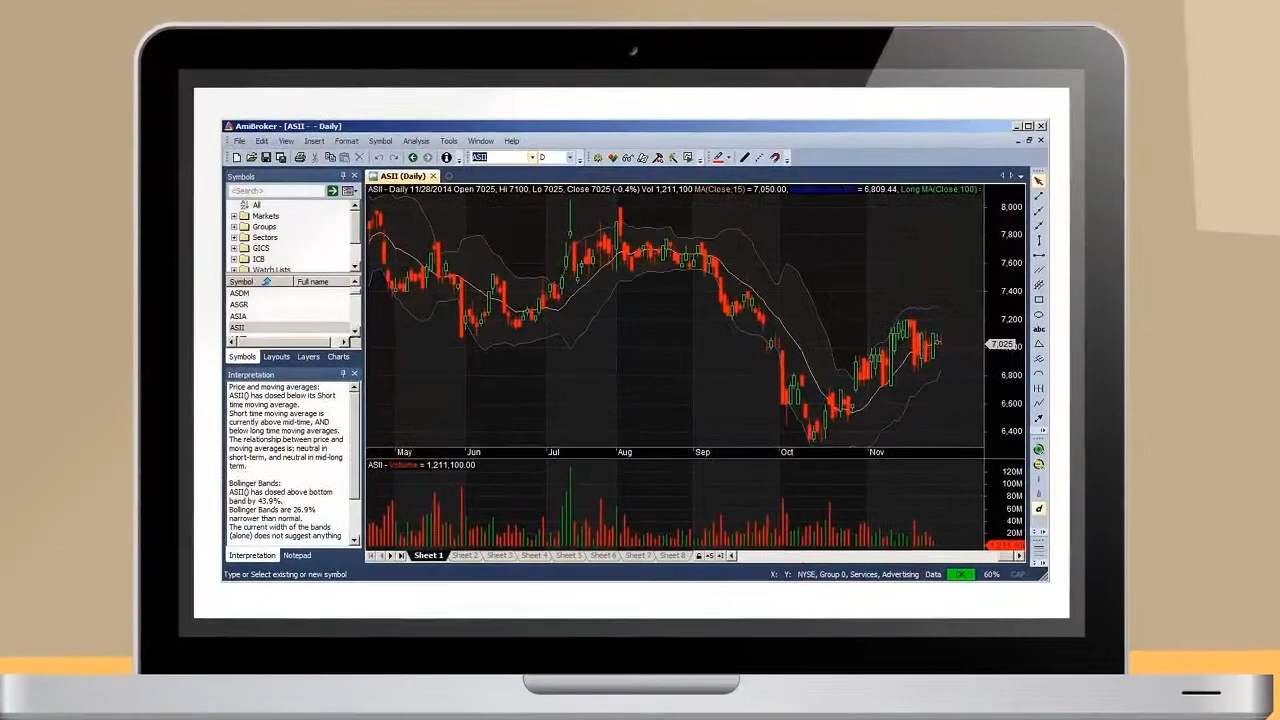 AmiBroker - [ASII - - Daily]
File Edit View Insert Format Symbol Analysis Tools Window Help
ASII D
Symbols
ASII (Daily)
<Search>
ASII - Daily 11/28/2014 Open 7025, Hi 7100, Lo 7025, Close 7025 (-0.4%) Vol 1,211,100 MA(Close,15) = 7,050.00, = 6,809.44, Long MA(Close,100) :
All
Markets
Groups
Sectors
GICS
ICB
Watch Lists
Symbol Full name
ASDM
ASGR
ASIA
ASII
Symbols Layouts Layers Charts
8,000
7,800
7,600
7,400
7,200
7,025
6,800
6,600
6,400
Interpretation
Price and moving averages:
ASII() has closed below its Short
time moving average.
Short time moving average is
currently above mid-time, AND
below long time moving averages.
The relationship between price and
moving averages is: neutral in
short-term, and neutral in mid-long
term.
Bollinger Bands:
ASII() has closed above bottom
band by 43.9%.
Bollinger Bands are 26.9%
narrower than normal.
The current width of the bands
(alone) does not suggest anything
Interpretation Notepad
May Jun Jul Aug Sep Oct Nov
ASII - Volume = 1,211,100.00
120M
100M
80M
60M
40M
20M
abc
d
Sheet 1 Sheet 2 Sheet 3 Sheet 4 Sheet 5 Sheet 6 Sheet 7 Sheet 8
Type or Select existing or new symbol
X: Y: NYSE, Group 0, Services, Advertising Data OK 60% CAP